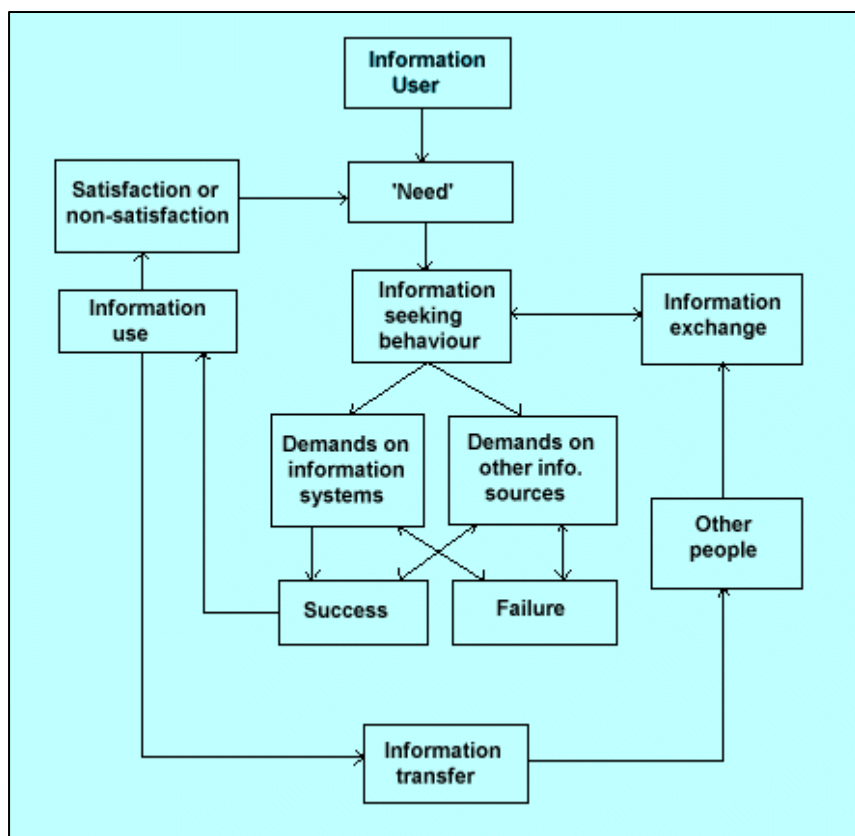 Information
User
Satisfaction or
non-satisfaction
'Need'
Information
use
Information
seeking
behaviour
Information
exchange
Demands on
information
systems
Demands on
other info.
sources
Other
people
Success
Failure
Information
transfer